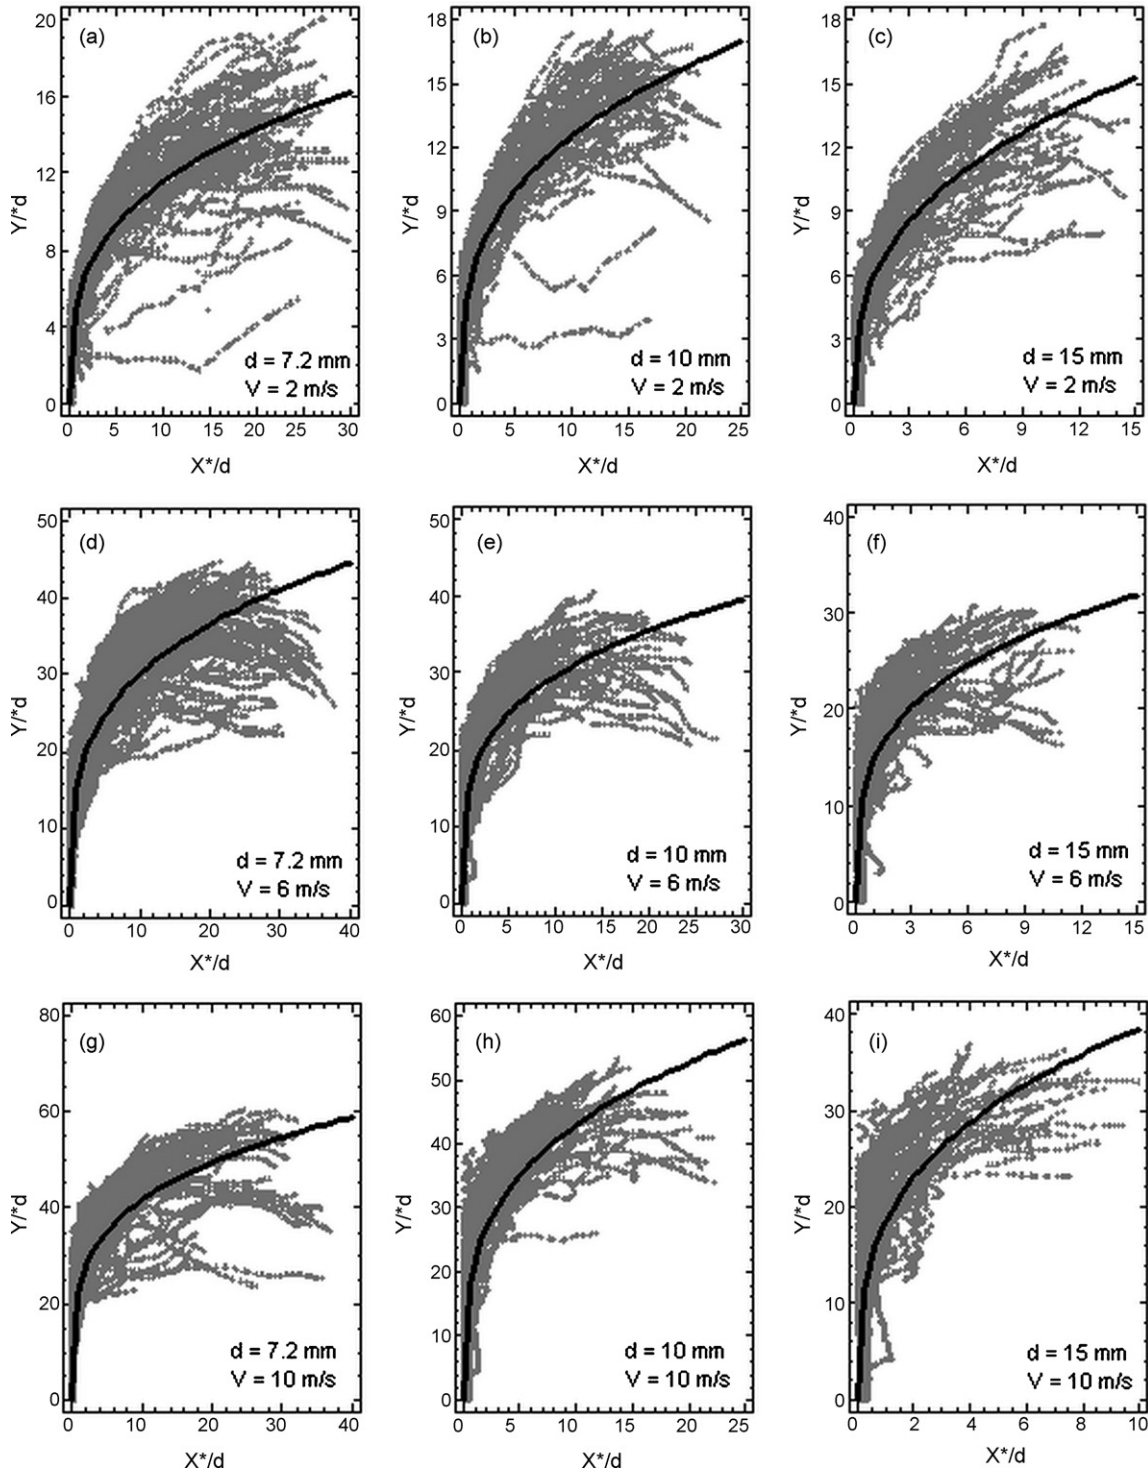 (a)
20
16
12
8
4
0
Y/*d
d = 7.2 mm
V = 2 m/s
0 5 10 15 20 25 30
X*/d
(b)
18
15
12
9
6
3
0
Y/*d
d = 10 mm
V = 2 m/s
0 5 10 15 20 25
X*/d
(c)
18
15
12
9
6
3
0
Y/*d
d = 15 mm
V = 2 m/s
0 3 6 9 12 15
X*/d
(d)
50
40
30
20
10
0
Y/*d
d = 7.2 mm
V = 6 m/s
0 10 20 30 40
X*/d
(e)
50
40
30
20
10
0
Y/*d
d = 10 mm
V = 6 m/s
0 5 10 15 20 25 30
X*/d
(f)
40
30
20
10
0
Y/*d
d = 15 mm
V = 6 m/s
0 3 6 9 12 15
X*/d
(g)
80
60
40
20
0
Y/*d
d = 7.2 mm
V = 10 m/s
0 10 20 30 40
X*/d
(h)
60
50
40
30
20
10
0
Y/*d
d = 10 mm
V = 10 m/s
0 5 10 15 20 25
X*/d
(i)
40
30
20
10
0
Y/*d
d = 15 mm
V = 10 m/s
0 2 4 6 8 10
X*/d